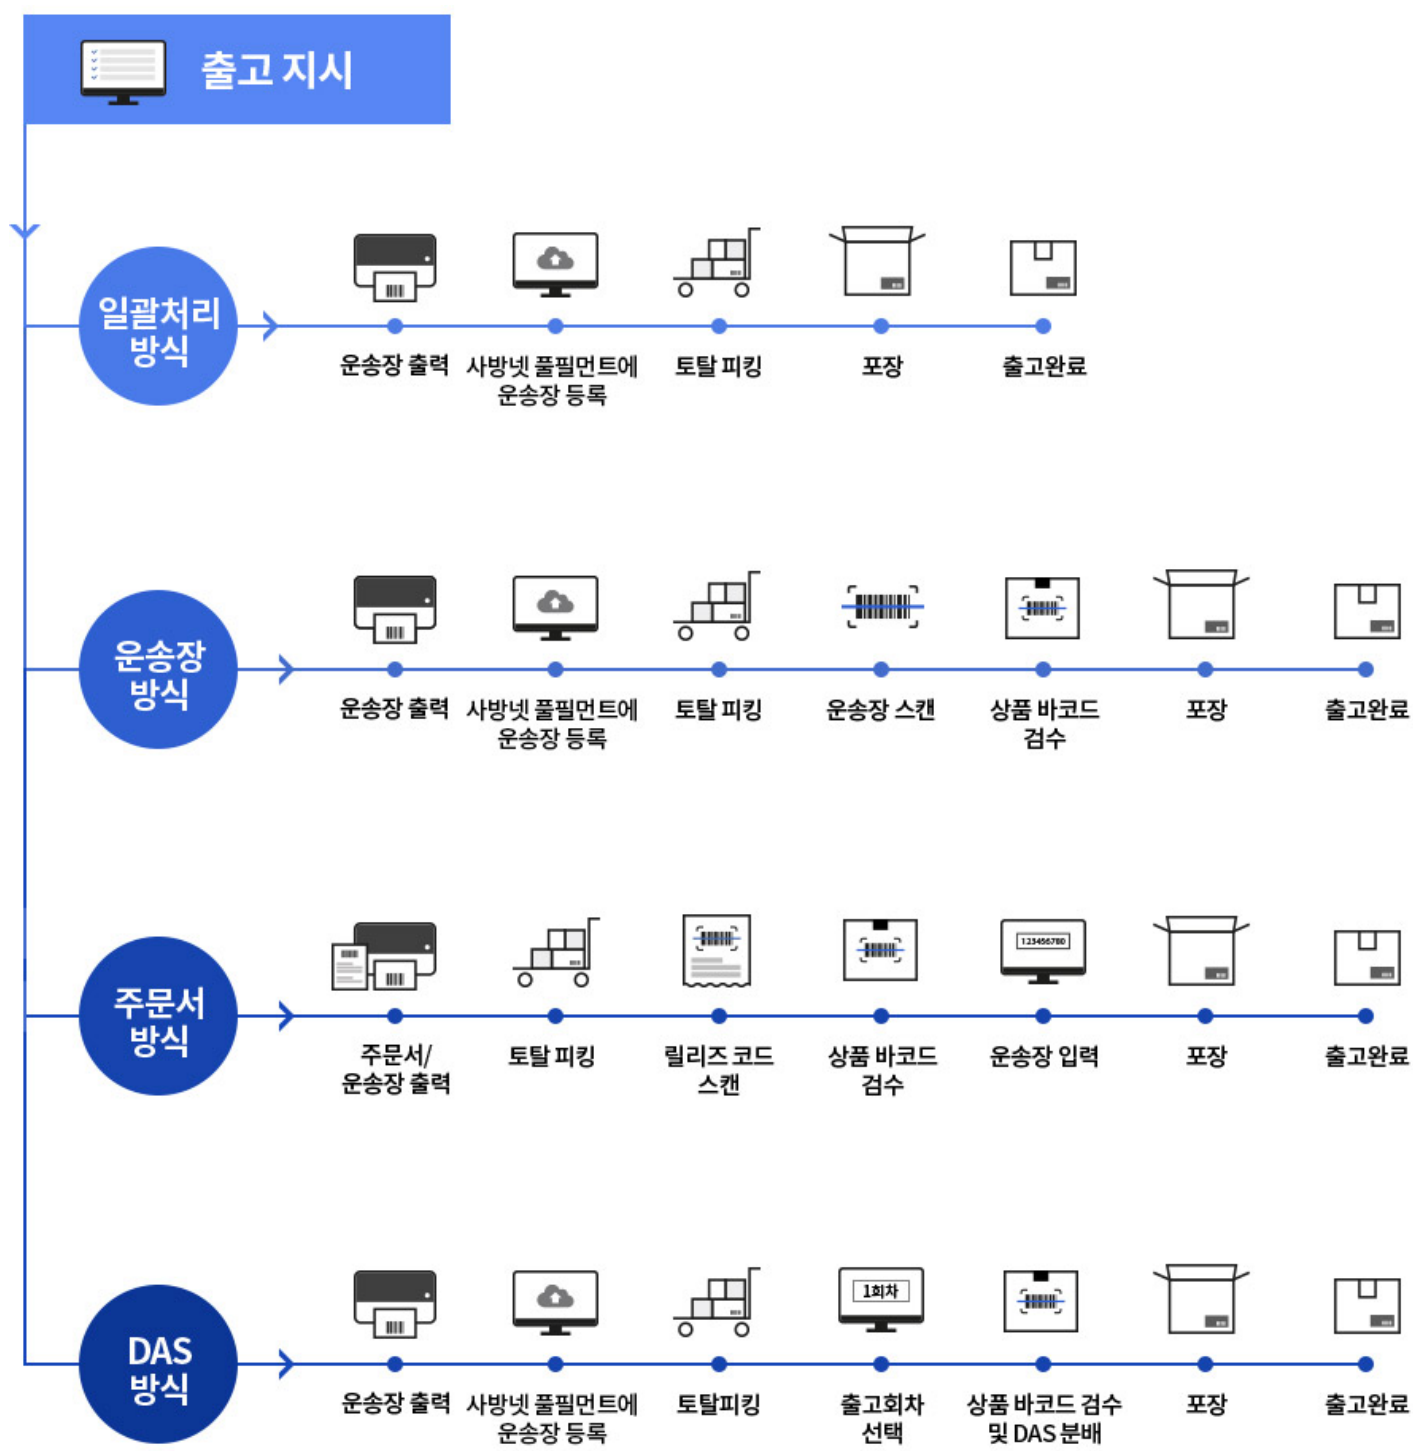 출고 지시
일괄처리
방식
운송장 출력
사방넷 풀필먼트에
운송장 등록
토탈 피킹
포장
출고완료
운송장
방식
운송장 출력
사방넷 풀필먼트에
운송장 등록
토탈 피킹
운송장 스캔
상품 바코드
검수
포장
출고완료
주문서
방식
123456780
주문서/
운송장 출력
토탈 피킹
릴리즈 코드
스캔
상품 바코드
검수
운송장 입력
포장
출고완료
DAS
방식
1회차
운송장 출력
사방넷 풀필먼트에
운송장 등록
토탈피킹
출고회차
선택
상품 바코드 검수
및 DAS 분배
포장
출고완료